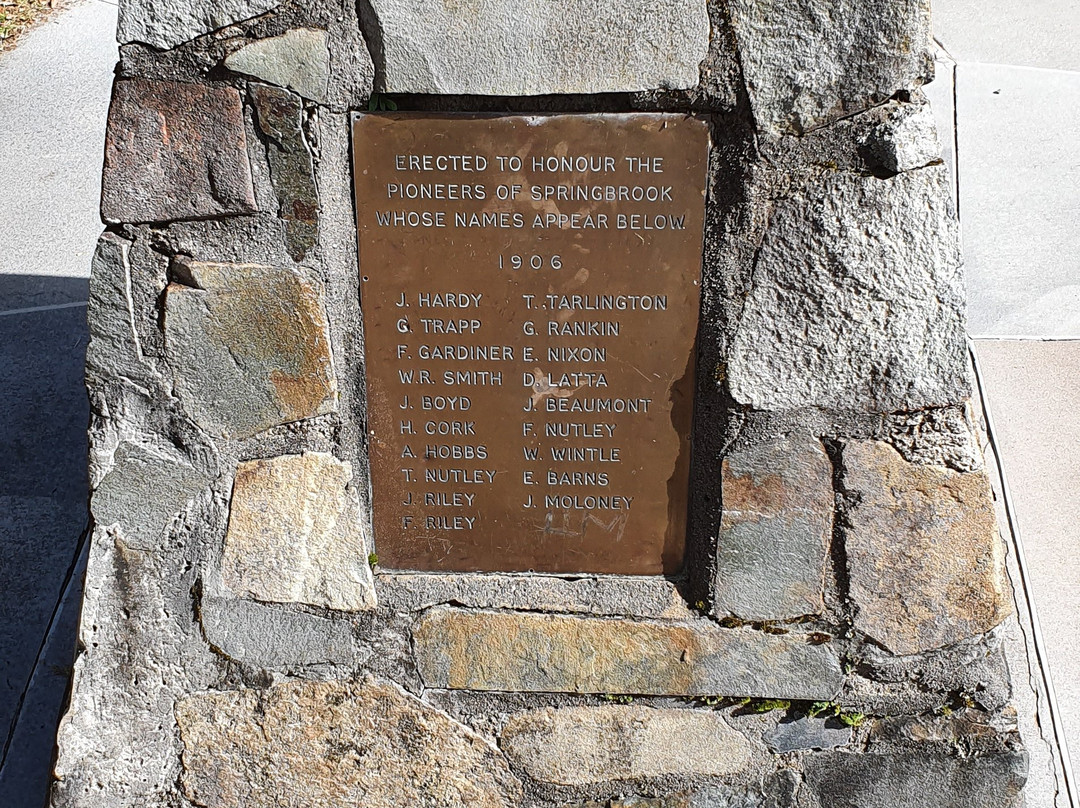 ERECTED TO HONOUR THE
PIONEERS OF SPRINGBROOK
WHOSE NAMES APPEAR BELOW.
1906
J. HARDY T. TARLINGTON
G. TRAPP G. RANKIN
F. GARDINER E. NIXON
W.R. SMITH D. LATTA
J. BOYD J. BEAUMONT
H. CORK F. NUTLEY
A. HOBBS W. WINTLE
T. NUTLEY E. BARNS
J. RILEY J. MOLONEY
F. RILEY